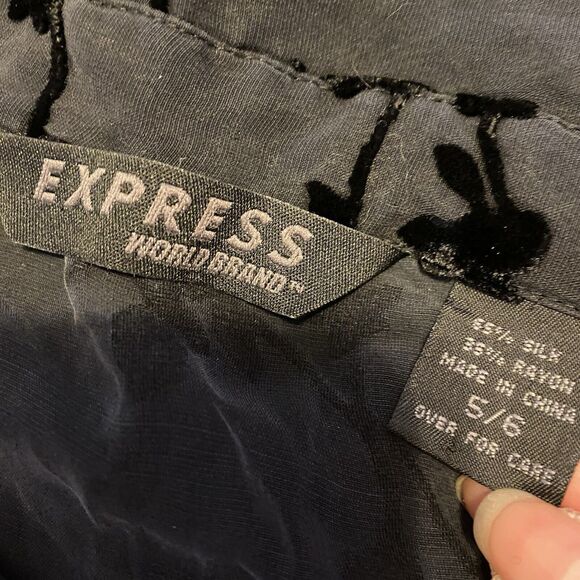 EXPRESS
WORLD BRAND™
65% SILK
35% RAYON
MADE IN CHINA
5/6
OVER FOR CARE